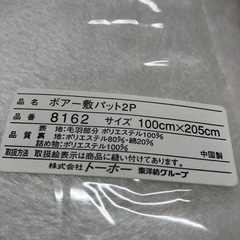 品名 ボアー敷パット2P
品番 8162 サイズ 100cm×205cm
品質 表地:毛羽部分 ポリエステル100%
裏地:ポリエステル80%・綿20%
詰め物:ポリエステル100%
取扱方法 取扱絵表示は商品に縫い付けてあります。 中国製
株式会社トーホー 東洋紡グループ